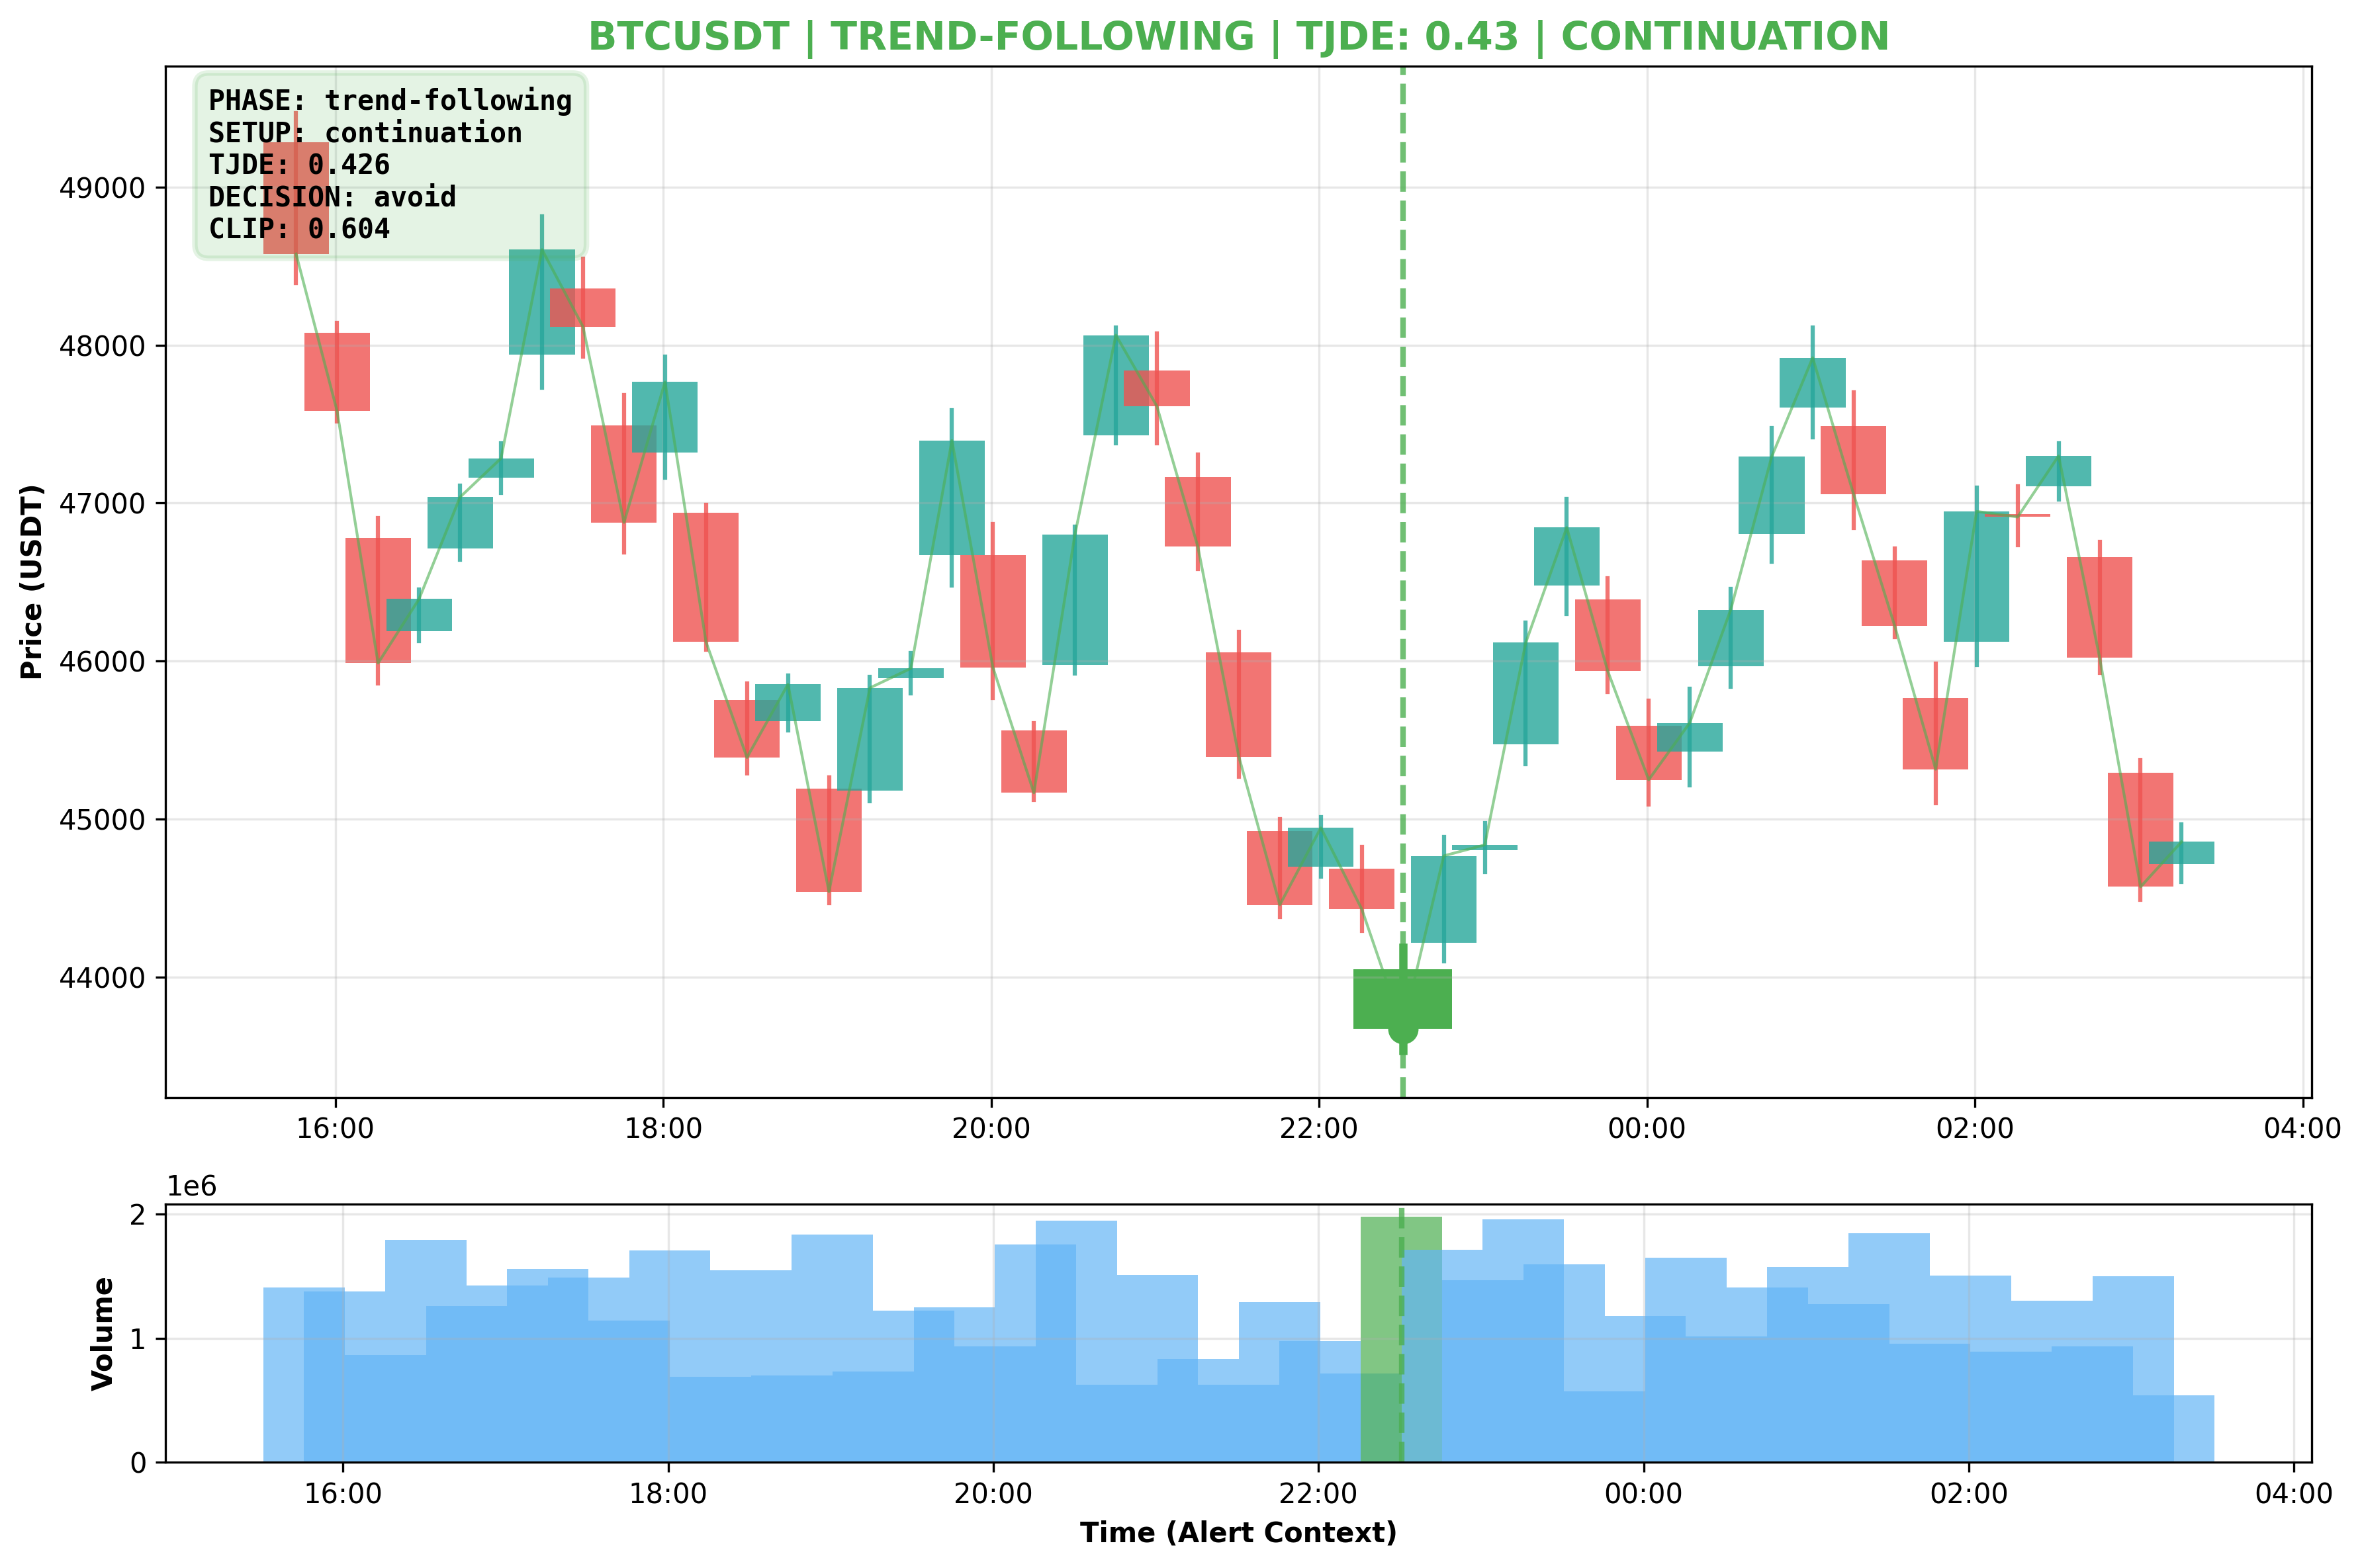 BTCUSDT | TREND-FOLLOWING | TJDE: 0.43 | CONTINUATION
PHASE: trend-following
SETUP: continuation
TJDE: 0.426
DECISION: avoid
CLIP: 0.604
Price (USDT)
49000
48000
47000
46000
45000
44000
16:00 18:00 20:00 22:00 00:00 02:00 04:00
1e6
Volume
2
1
0
16:00 18:00 20:00 22:00 00:00 02:00 04:00
Time (Alert Context)